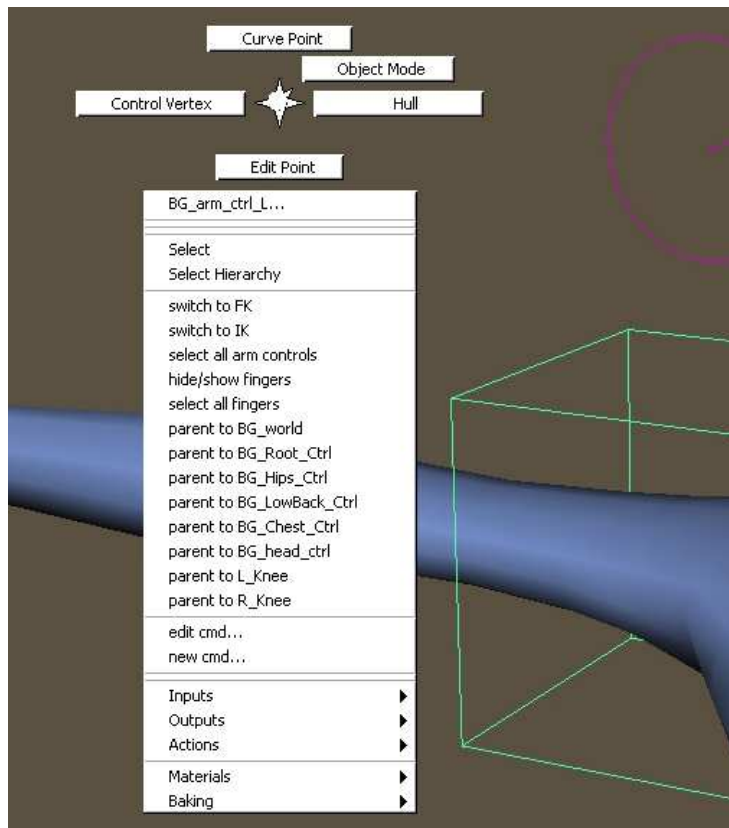 Curve Point
Object Mode
Control Vertex
Hull
Edit Point
BG_arm_ctrl_L...
Select
Select Hierarchy
switch to FK
switch to IK
select all arm controls
hide/show fingers
select all fingers
parent to BG_world
parent to BG_Root_Ctrl
parent to BG_Hips_Ctrl
parent to BG_LowBack_Ctrl
parent to BG_Chest_Ctrl
parent to BG_head_ctrl
parent to L_Knee
parent to R_Knee
edit cmd...
new cmd...
Inputs
Outputs
Actions
Materials
Baking